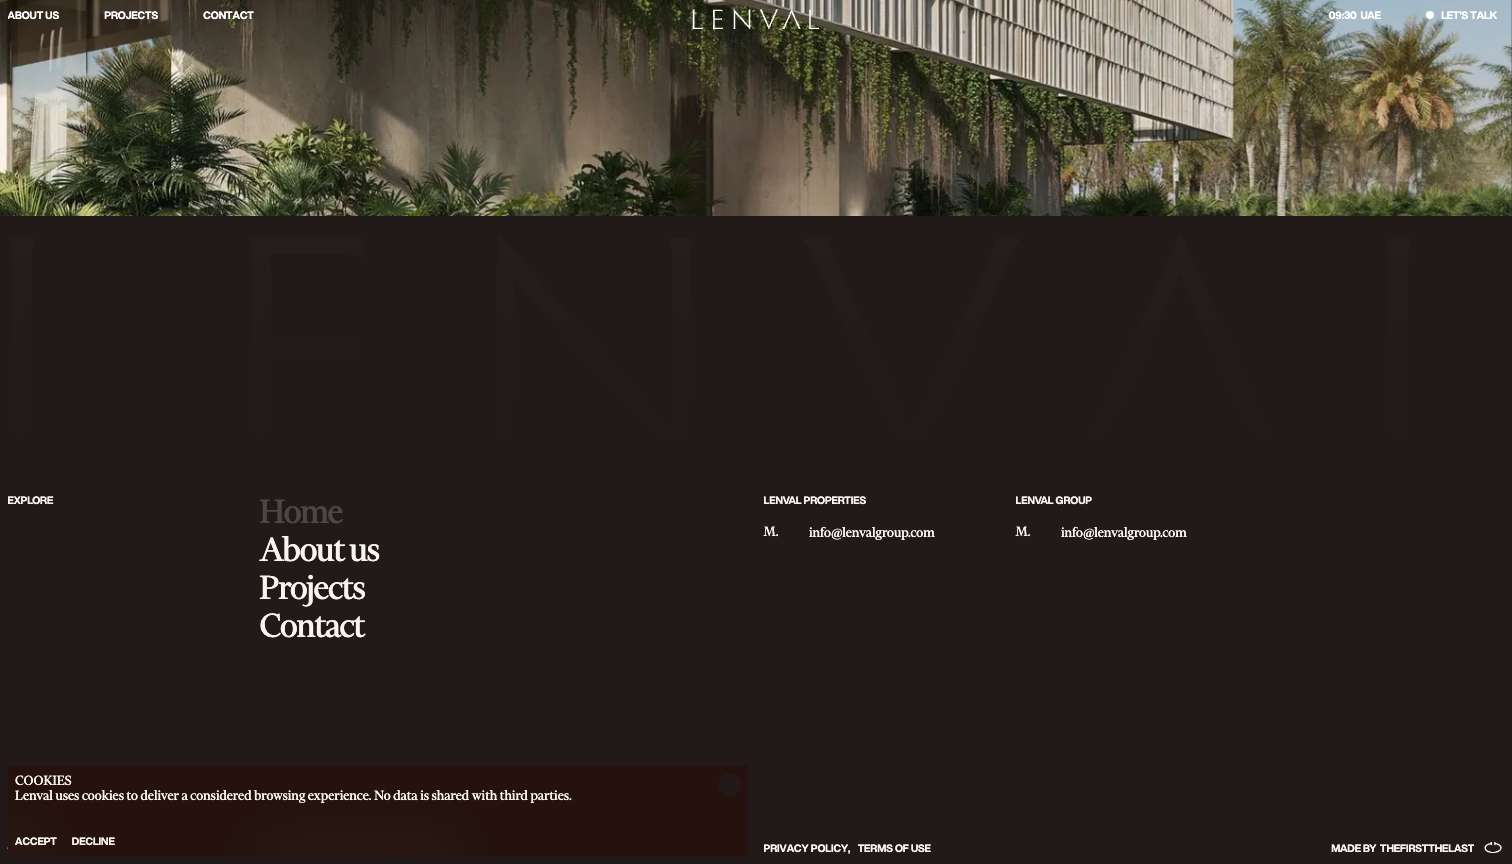 ABOUT US PROJECTS CONTACT LENVAL 09:30 UAE LET'S TALK
LENVAL
EXPLORE
Home
About us
Projects
Contact
LENVAL PROPERTIES
M. info@lenvalgroup.com
LENVAL GROUP
M. info@lenvalgroup.com
COOKIES
Lenval uses cookies to deliver a considered browsing experience. No data is shared with third parties.
ACCEPT DECLINE
PRIVACY POLICY, TERMS OF USE
MADE BY THEFIRSTTHELAST